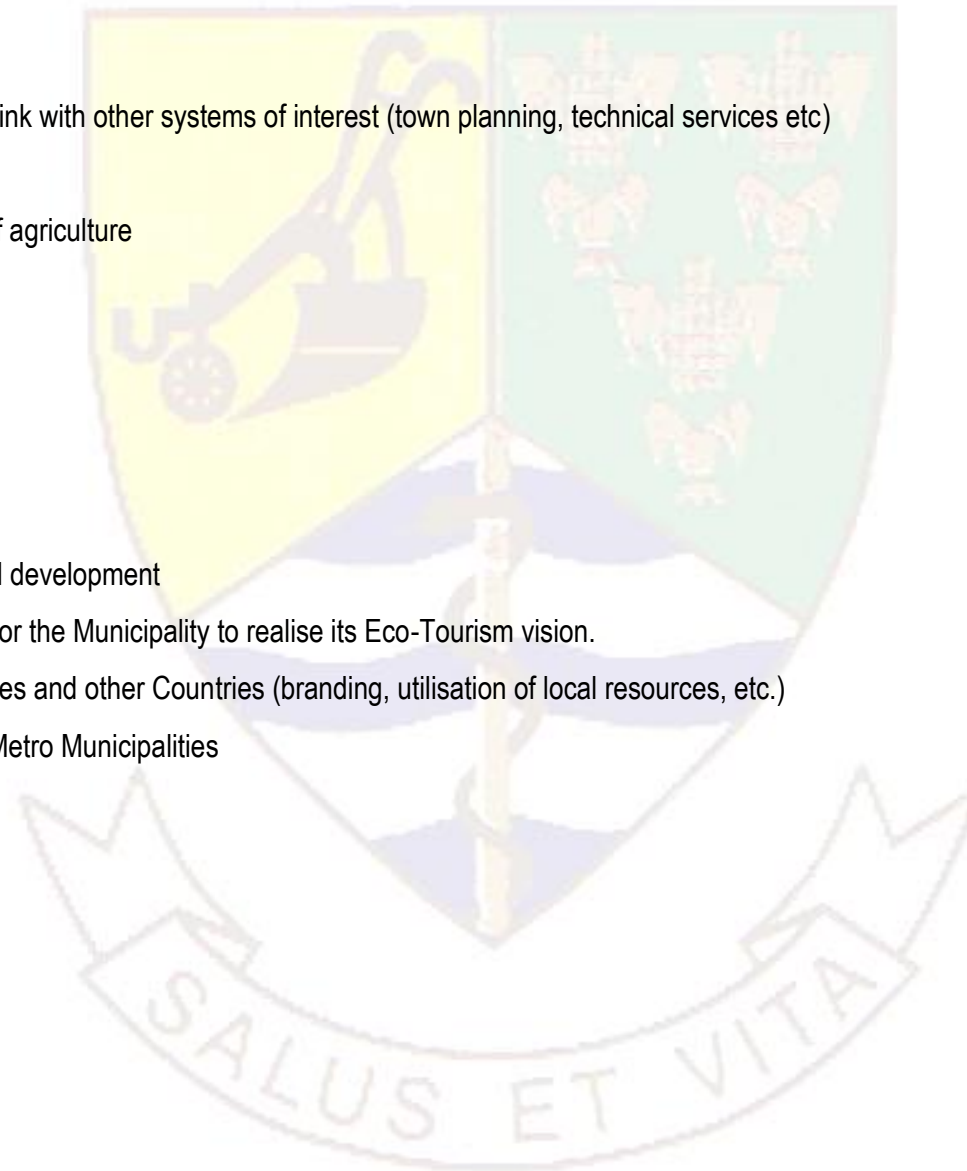 ink with other systems of interest (town planning, technical services etc)
f agriculture
l development
or the Municipality to realise its Eco-Tourism vision.
es and other Countries (branding, utilisation of local resources, etc.)
Metro Municipalities
SALUS ET VITA